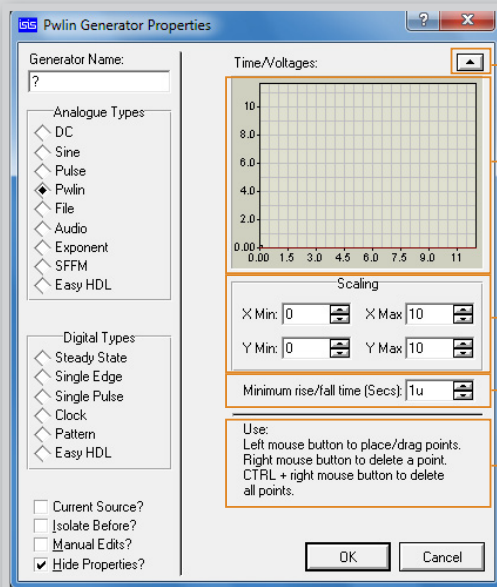 ISIS Pwlin Generator Properties
Generator Name:
?
Analogue Types
DC
Sine
Pulse
Pwlin
File
Audio
Exponent
SFFM
Easy HDL
Digital Types
Steady State
Single Edge
Single Pulse
Clock
Pattern
Easy HDL
Current Source?
Isolate Before?
Manual Edits?
Hide Properties?
Time/Voltages:
10
8.0
6.0
4.0
2.0
0.00
0.00 1.5 3.0 4.5 6.0 7.5 9.0 11
Scaling
X Min: 0 X Max 10
Y Min: 0 Y Max 10
Minimum rise/fall time (Secs): 1u
Use:
Left mouse button to place/drag points.
Right mouse button to delete a point.
CTRL + right mouse button to delete
all points.
OK Cancel